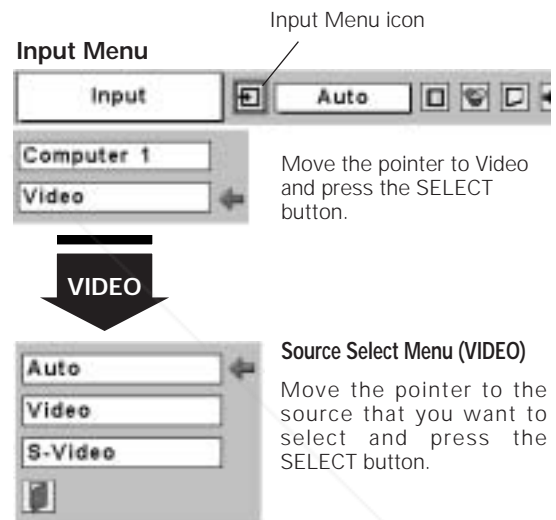 Input Menu icon
Input Menu
Input
Auto
Computer 1
Video
Move the pointer to Video
and press the SELECT
button.
VIDEO
Auto
Video
S-Video
Source Select Menu (VIDEO)
Move the pointer to the
source that you want to
select and press the
SELECT button.